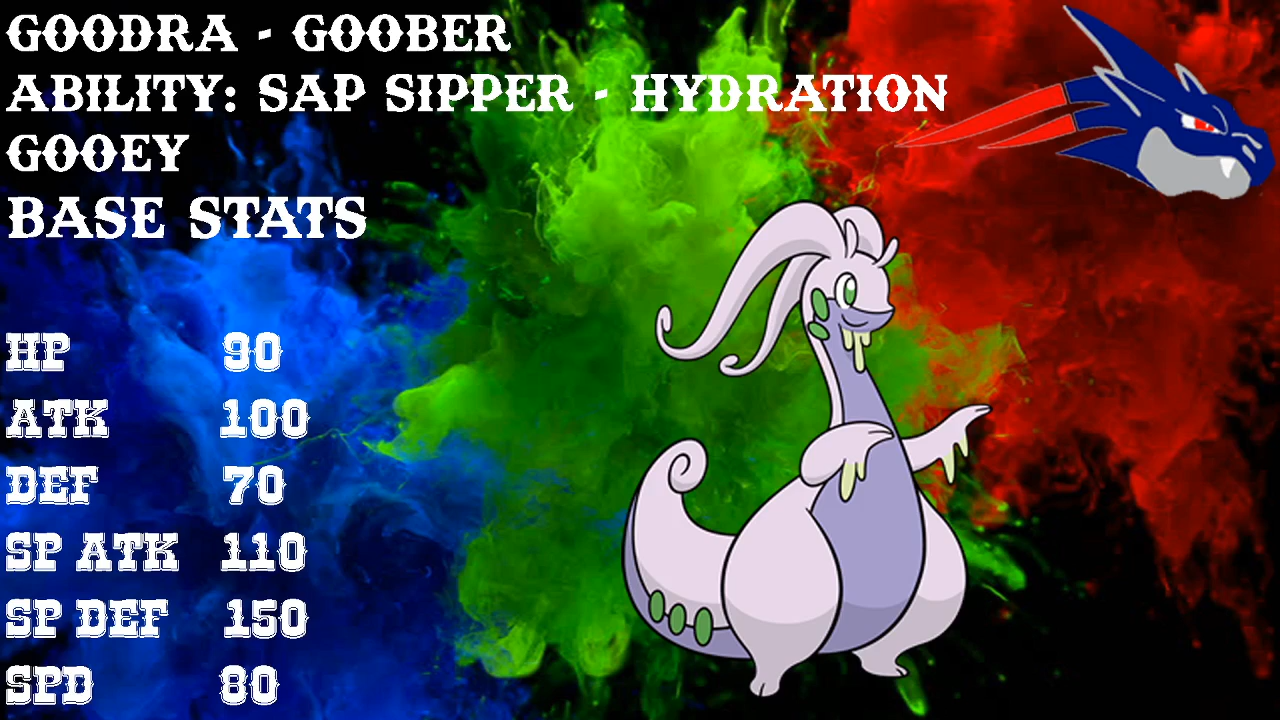 GOODRA - GOOBER
ABILITY: SAP SIPPER - HYDRATION
GOOEY
BASE STATS
HP 90
ATK 100
DEF 70
SP ATK 110
SP DEF 150
SPD 80